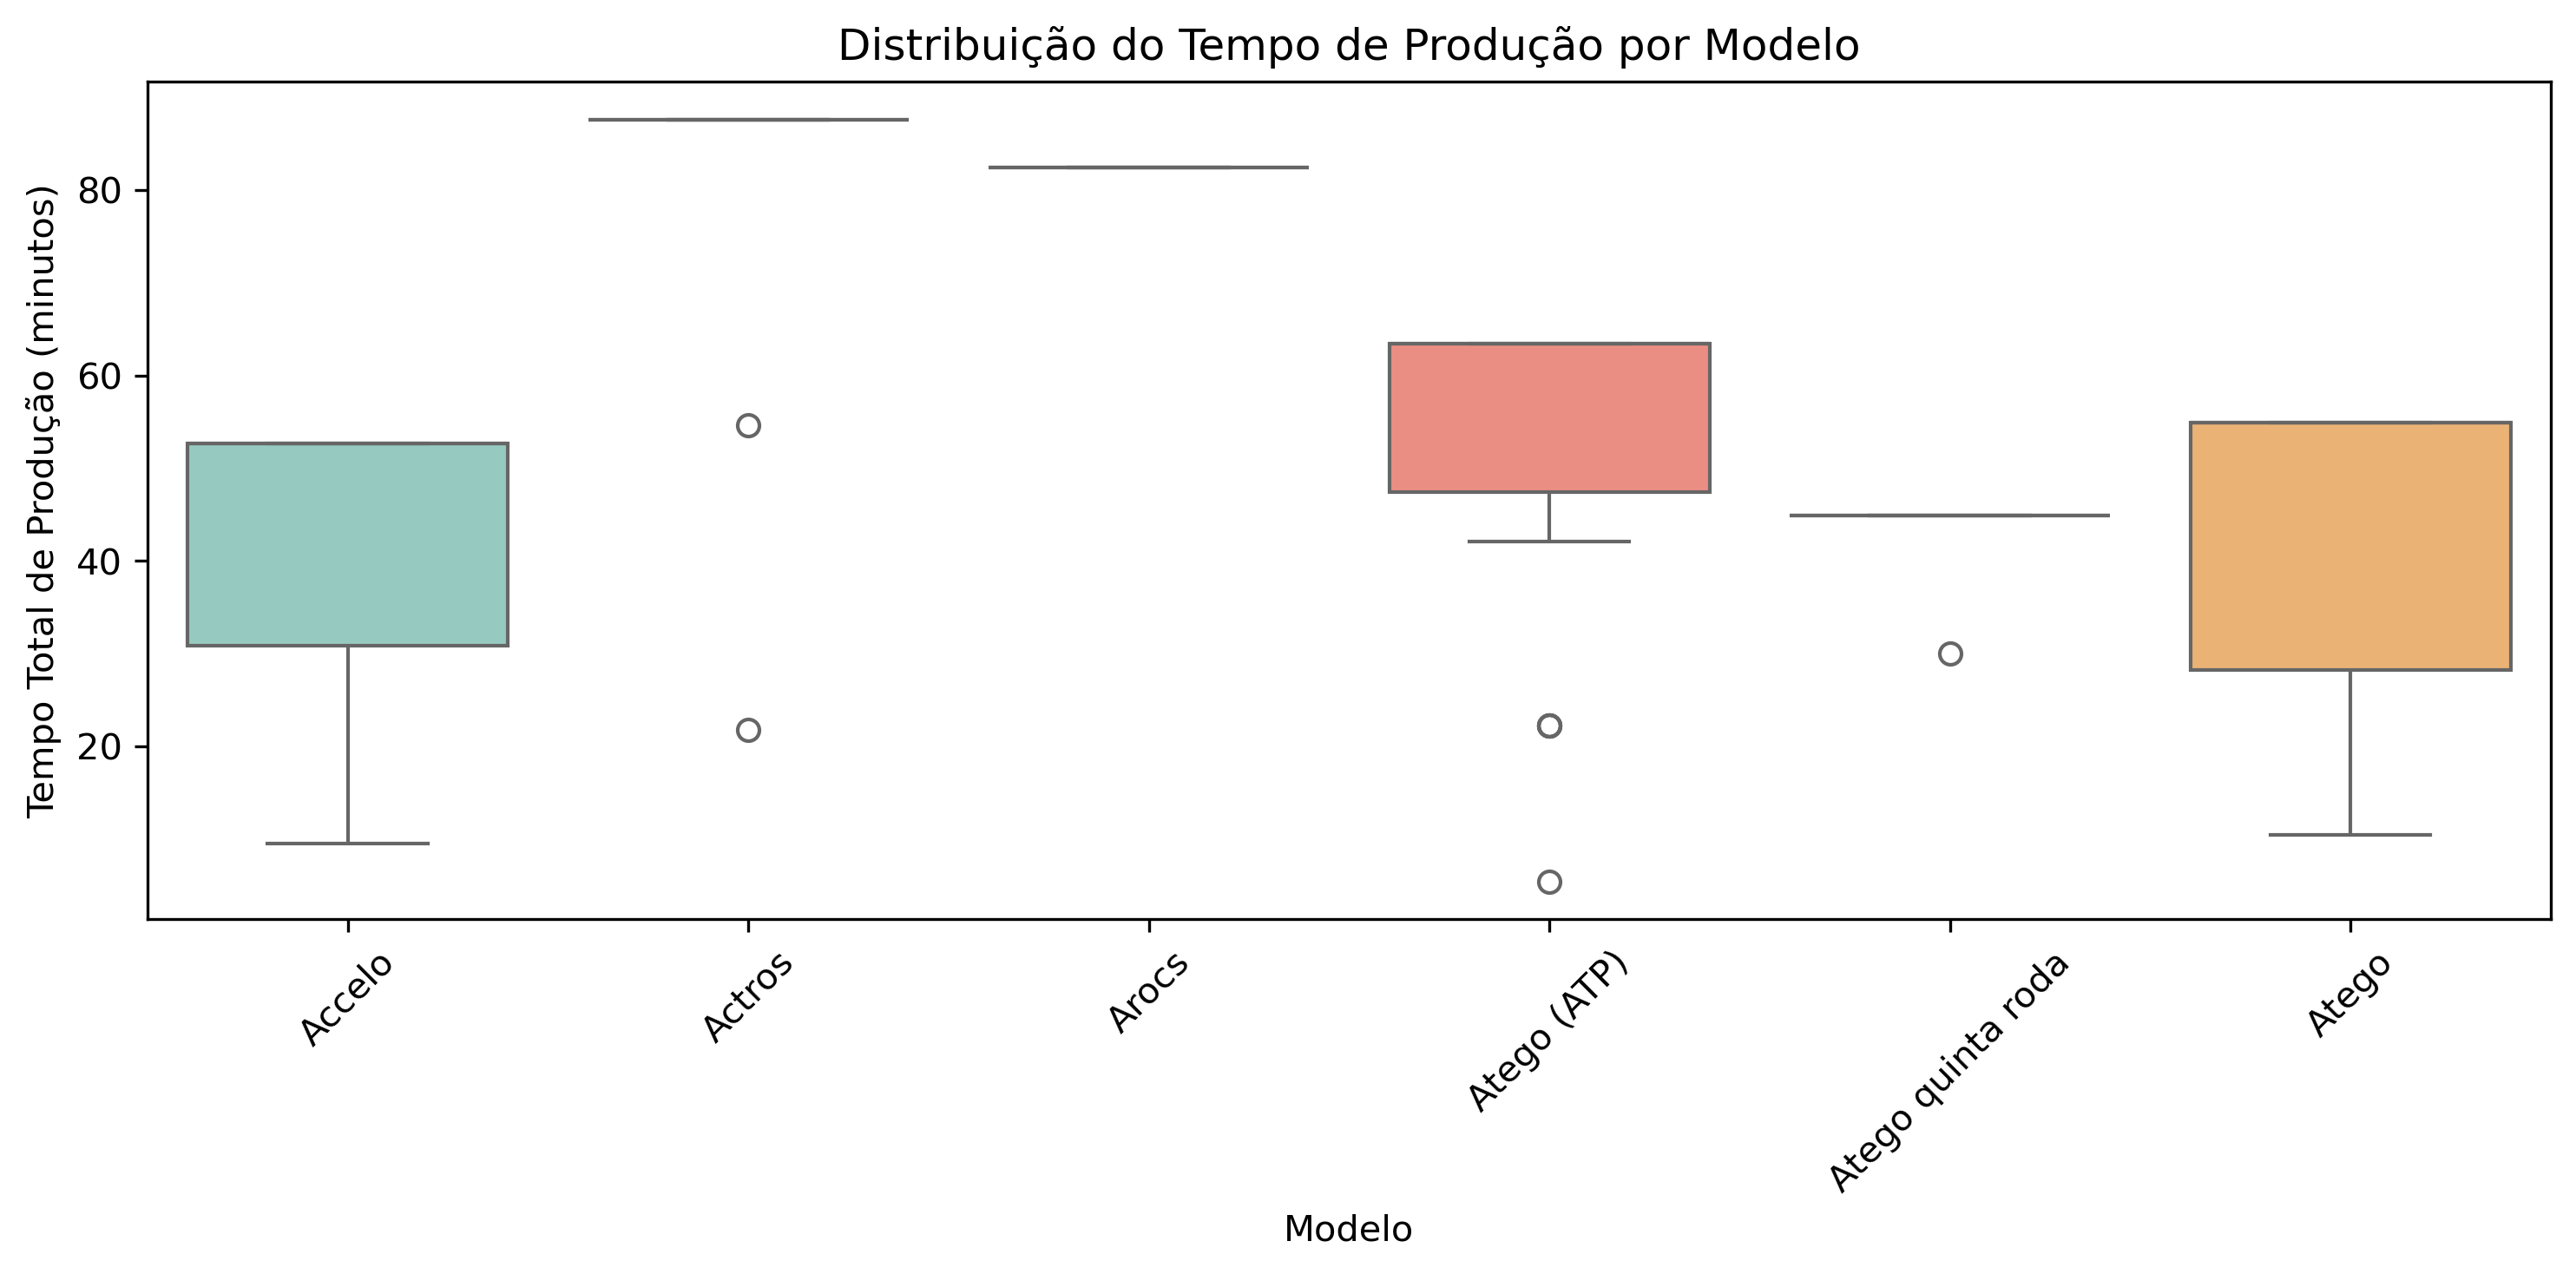 Distribuição do Tempo de Produção por Modelo
Tempo Total de Produção (minutos)
80
60
40
20
Accelo
Actros
Arocs
Atego (ATP)
Atego quinta roda
Atego
Modelo